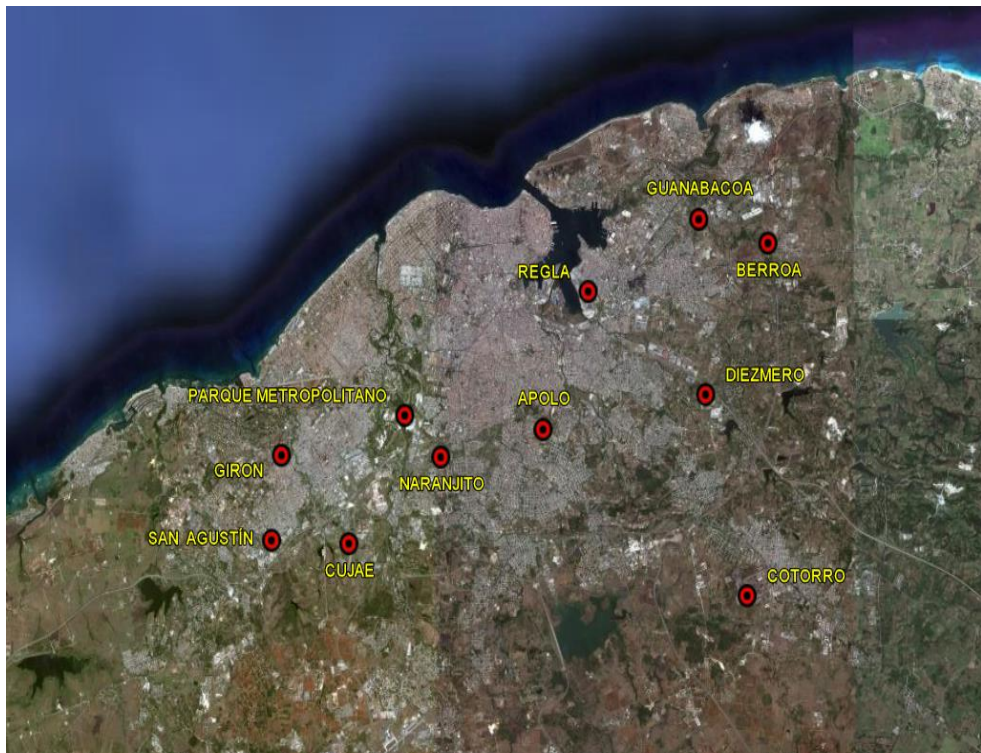 GUANABACOA
BERROA
REGLA
DIEZMERO
PARQUE METROPOLITANO
APOLO
GIRON
NARANJITO
SAN AGUSTÍN
CUJAE
COTORRO